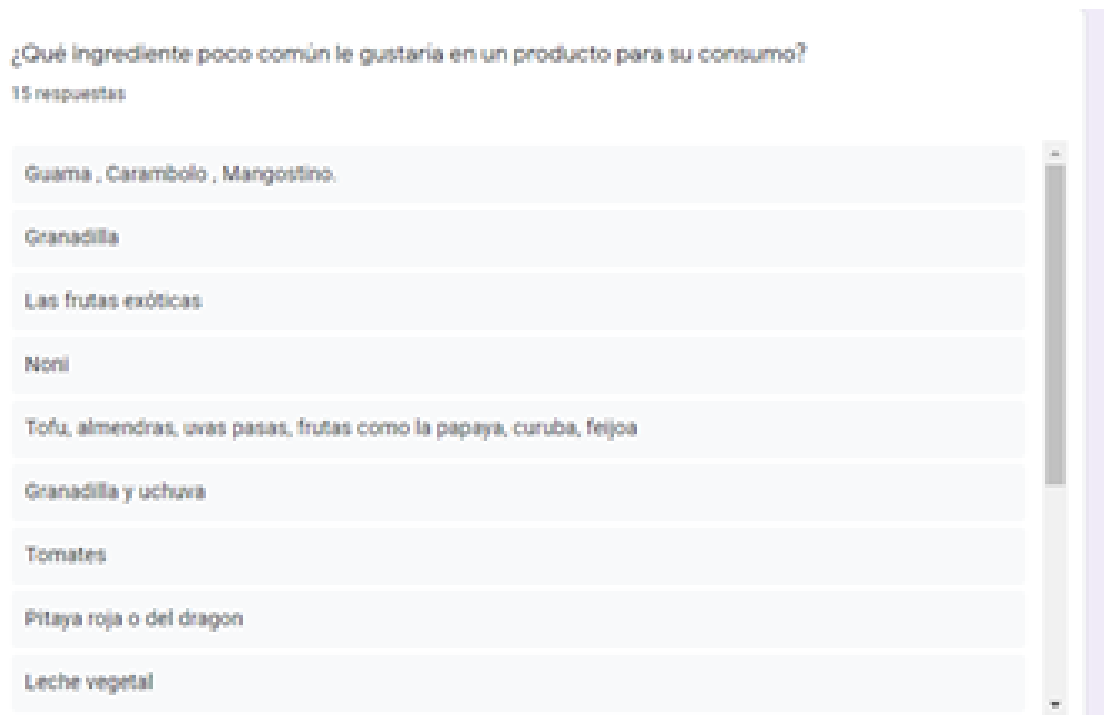 ¿Qué ingrediente poco común le gustaría en un producto para su consumo?
15 respuestas
Guama , Carambolo , Mangostino.
Granadilla
Las frutas exóticas
Noni
Tofu, almendras, uvas pasas, frutas como la papaya, curuba, feijoa
Granadilla y uchuva
Tomates
Pitaya roja o del dragon
Leche vegetal